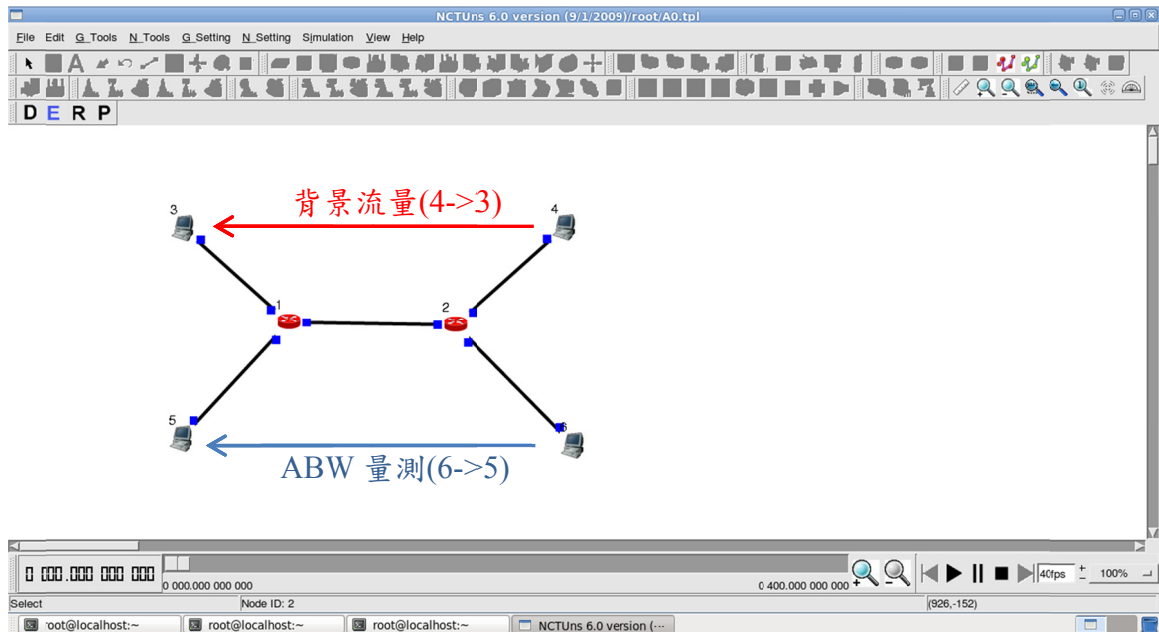 NCTUns 6.0 version (9/1/2009)/root/A0.tpl
File Edit G_Tools N_Tools G_Setting N_Setting Simulation View Help
D E R P
背景流量(4->3)
3
4
1
2
5
6
ABW 量測(6->5)
0 000.000 000 000
0 000.000 000 000
0 400.000 000 000
40fps
100%
Select
Node ID: 2
(926,-152)
root@localhost:~
root@localhost:~
root@localhost:~
NCTUns 6.0 version (···